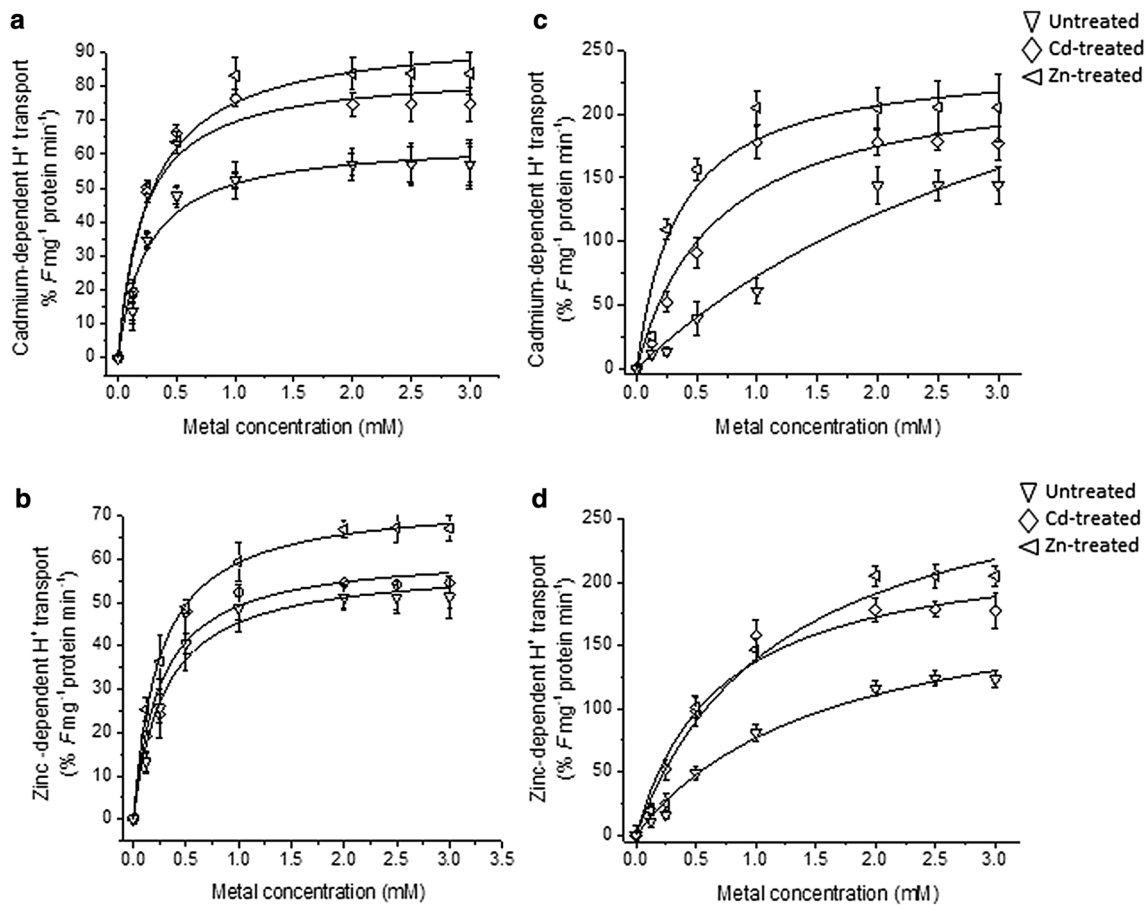 a
Cadmium-dependent H⁺ transport
% F mg⁻¹ protein min⁻¹)
90
80
70
60
50
40
30
20
10
0
0.0 0.5 1.0 1.5 2.0 2.5 3.0
Metal concentration (mM)
c
Cadmium-dependent H⁺ transport
(% F mg⁻¹ protein min⁻¹)
250
200
150
100
50
0
0.0 0.5 1.0 1.5 2.0 2.5 3.0
Metal concentration (mM)
Untreated
Cd-treated
Zn-treated
b
Zinc -dependent H⁺ transport
(% F mg⁻¹ protein min⁻¹)
70
60
50
40
30
20
10
0
0.0 0.5 1.0 1.5 2.0 2.5 3.0 3.5
Metal concentration (mM)
d
Zinc-dependent H⁺ transport
(% F mg⁻¹ protein min⁻¹)
250
200
150
100
50
0
0.0 0.5 1.0 1.5 2.0 2.5 3.0
Metal concentration (mM)
Untreated
Cd-treated
Zn-treated